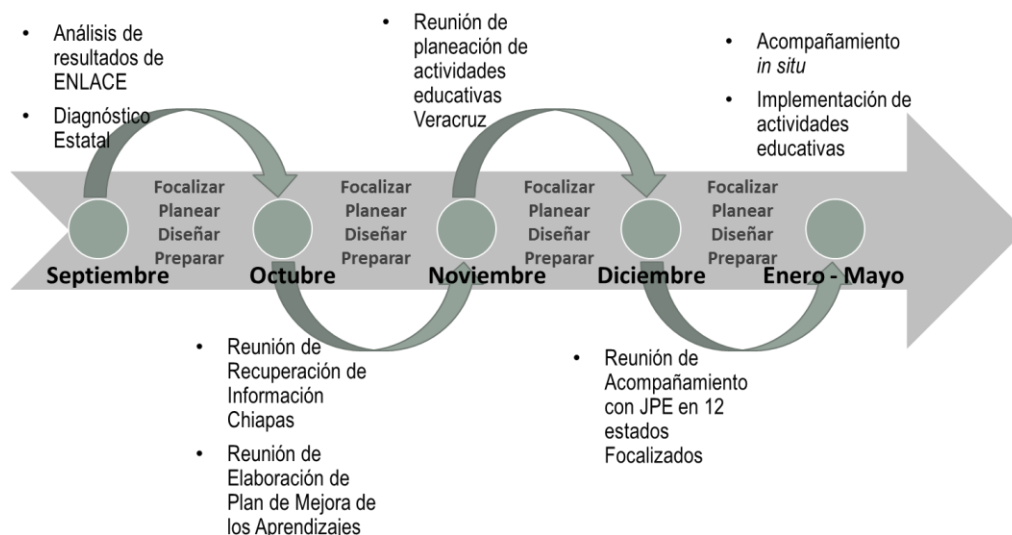 • Análisis de
resultados de
ENLACE
• Diagnóstico
Estatal
• Reunión de
planeación de
actividades
educativas
Veracruz
• Acompañamiento
in situ
• Implementación de
actividades
educativas
Focalizar
Planear
Diseñar
Preparar
Focalizar
Planear
Diseñar
Preparar
Focalizar
Planear
Diseñar
Preparar
Focalizar
Planear
Diseñar
Preparar
Septiembre
Octubre
Noviembre
Diciembre
Enero - Mayo
• Reunión de
Recuperación de
Información
Chiapas
• Reunión de
Elaboración de
Plan de Mejora de
los Aprendizajes
• Reunión de
Acompañamiento
con JPE en 12
estados
Focalizados